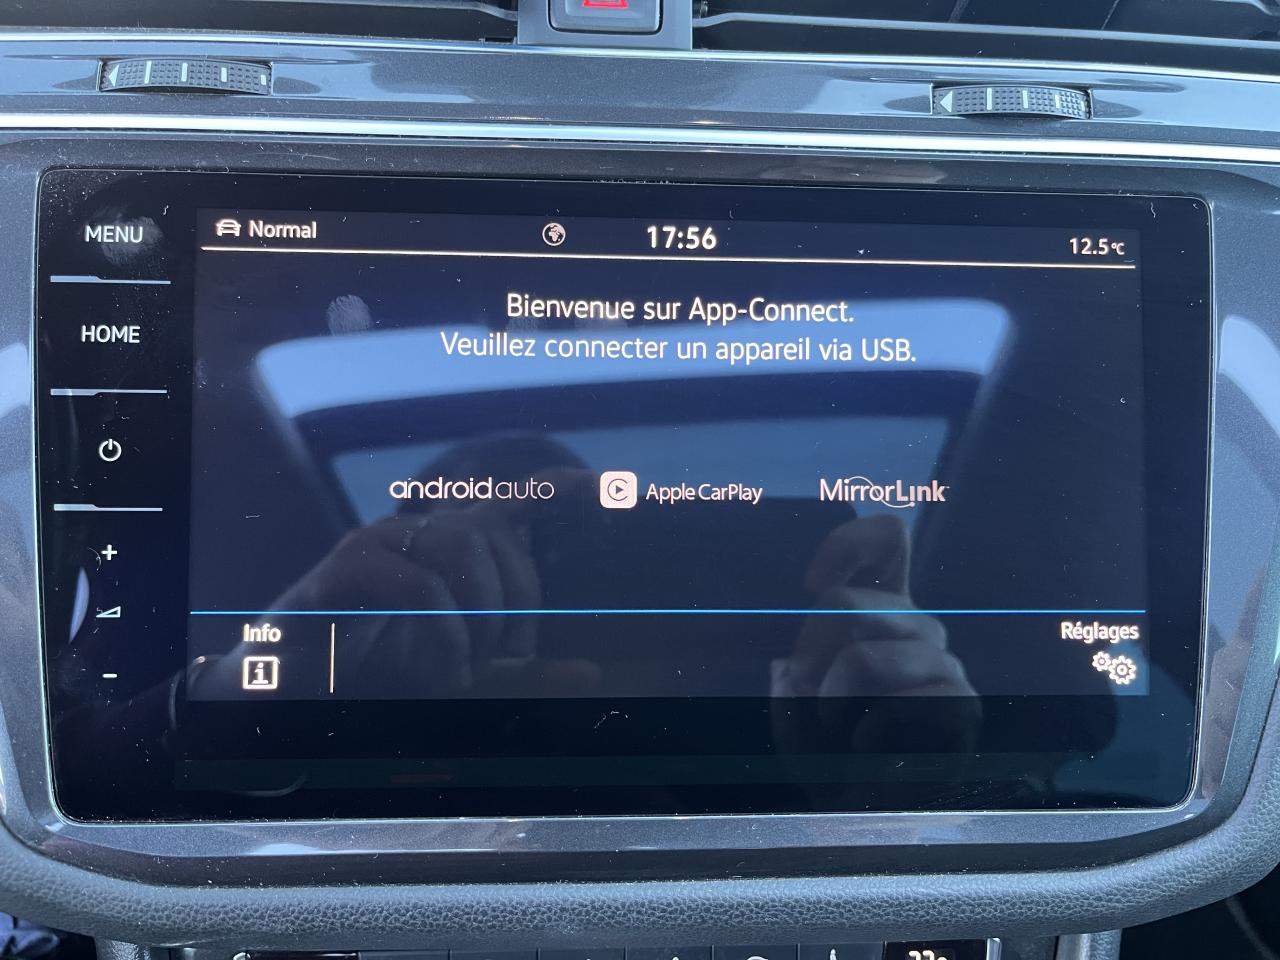 MENU
HOME
Normal
17:56
12.5°C
Bienvenue sur App-Connect.
Veuillez connecter un appareil via USB.
androidauto
Apple CarPlay
MirrorLink
Info
Réglages